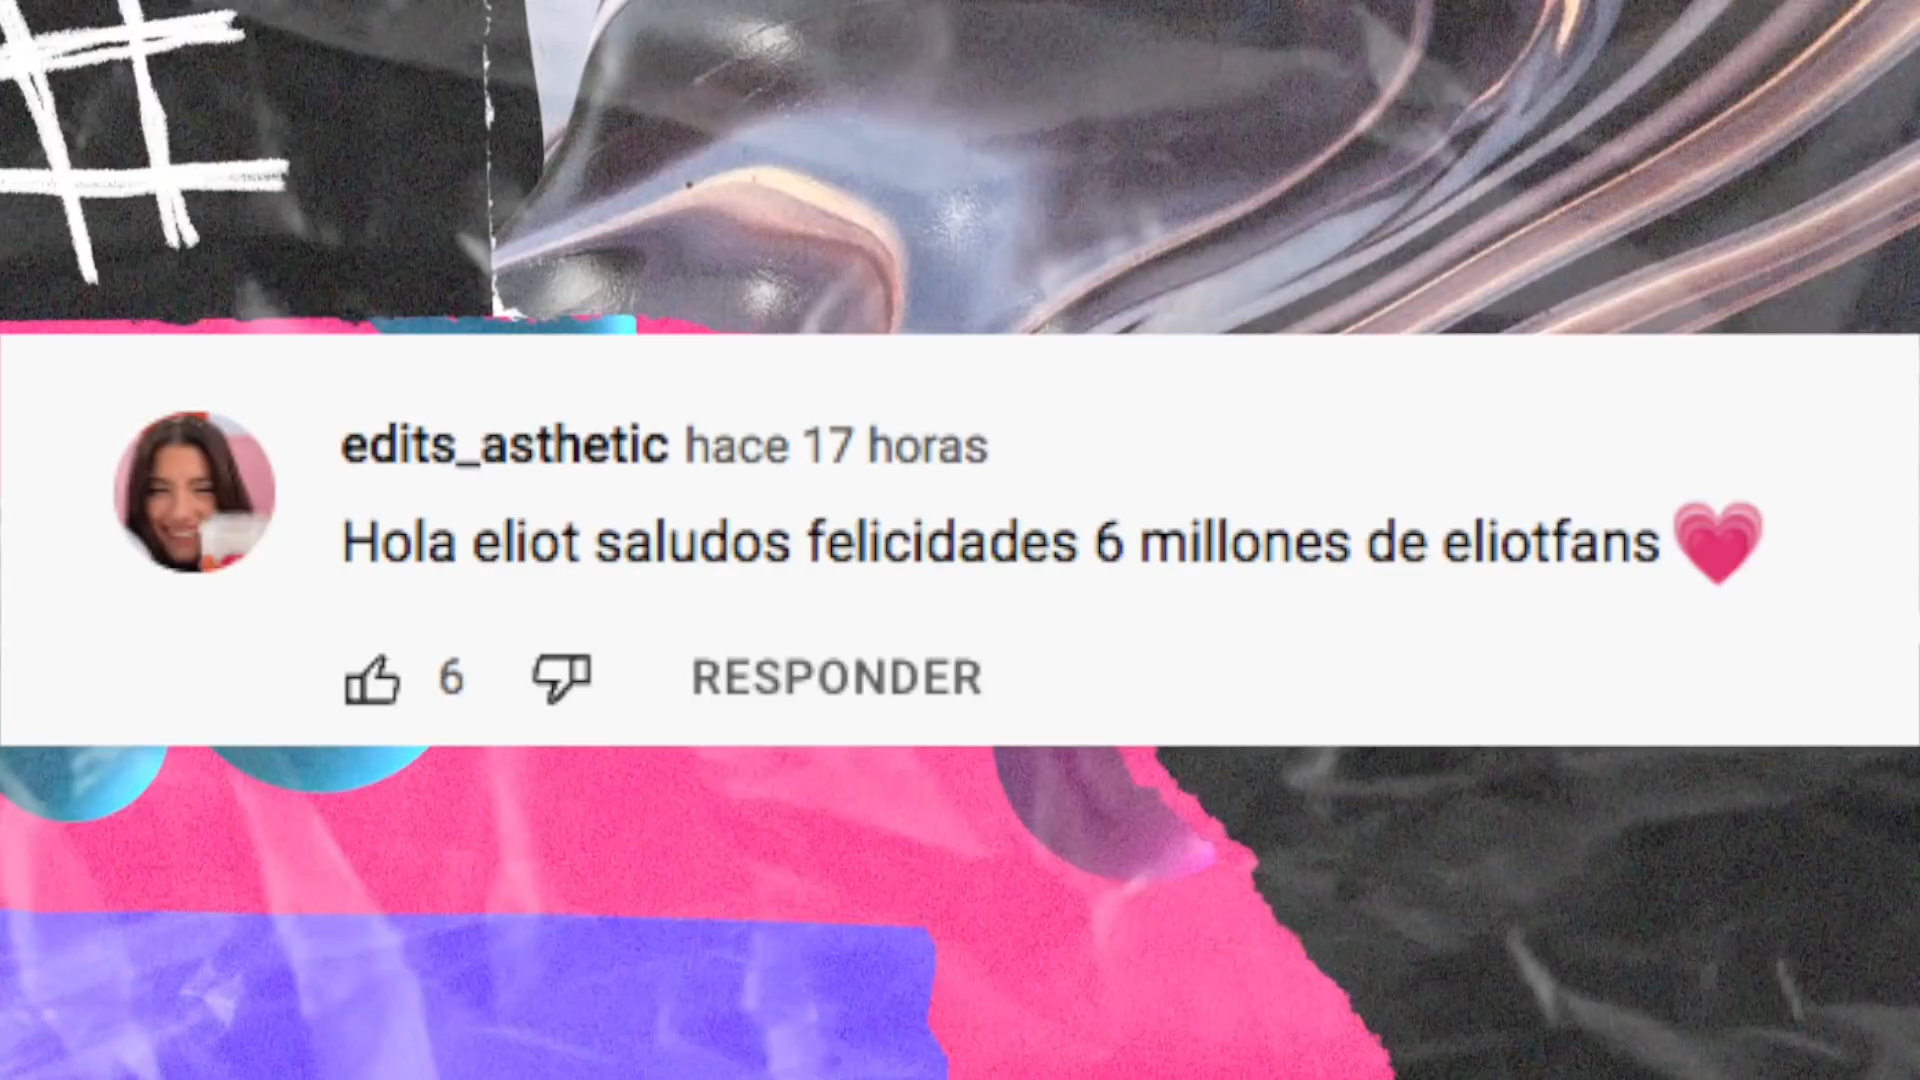 edits_asthetic hace 17 horas
Hola eliot saludos felicidades 6 millones de eliotfans 💗
6 RESPONDER